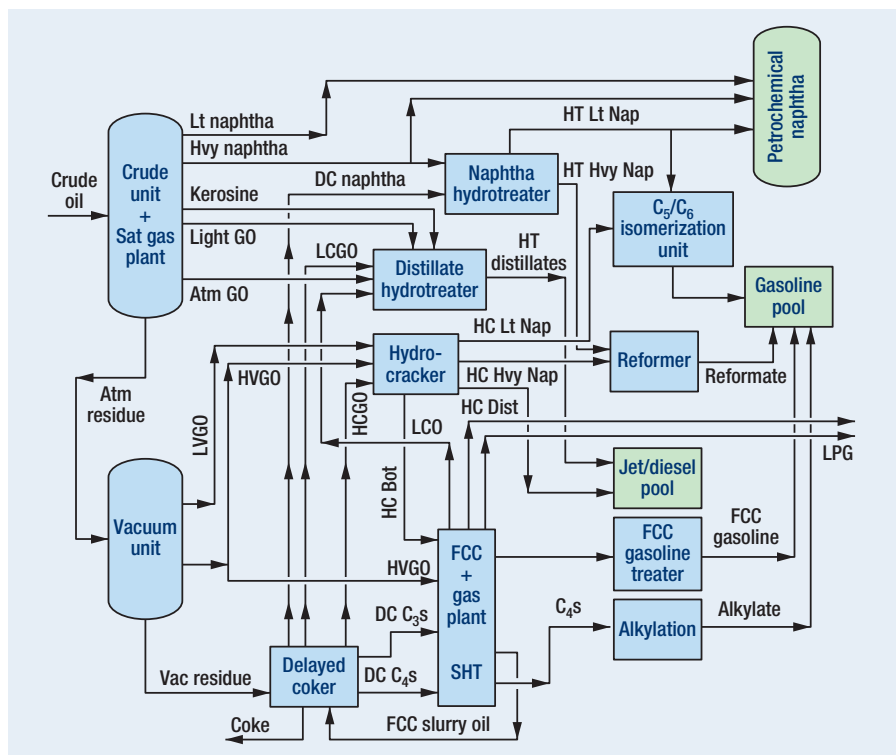 Petrochemical
naphtha
Lt naphtha
Hvy naphtha
HT Lt Nap
Crude
oil
Crude
unit
+
Sat gas
plant
DC naphtha
Naphtha
hydrotreater
HT Hvy Nap
Kerosine
Light GO
C5/C6
isomerization
unit
LCGO
HT
distillates
Distillate
hydrotreater
Atm GO
Gasoline
pool
HC Lt Nap
Hydro-
cracker
Reformer
Reformate
HVGO
HC Hvy Nap
Atm
residue
LVGO
HCGO
LCO
HC Dist
LPG
HC Bot
Jet/diesel
pool
Vacuum
unit
FCC
+
gas
plant
SHT
FCC
gasoline
treater
FCC
gasoline
HVGO
C4s
Alkylation
Alkylate
DC C3s
Vac residue
Delayed
coker
DC C4s
Coke
FCC slurry oil